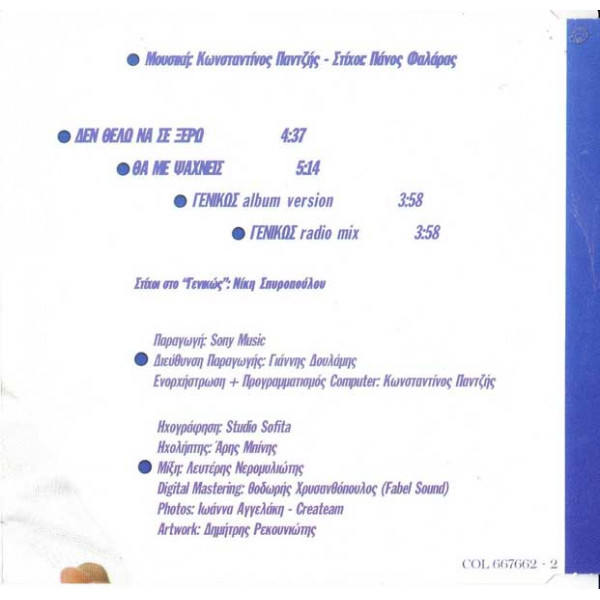 Μουσική: Κωνσταντίνος Παντζής - Στίχοι: Πάνος Φαλάρας
ΔΕΝ ΘΕΛΩ ΝΑ ΣΕ ΞΕΡΩ 4:37
ΘΑ ΜΕ ΨΑΧΝΕΙΣ 5:14
ΓΕΝΙΚΩΣ album version 3:58
ΓΕΝΙΚΩΣ radio mix 3:58
Στίχοι στο "Γενικώς": Νίκη Σπυροπούλου
Παραγωγή: Sony Music
Διεύθυνση Παραγωγής: Γιάννης Δουλάμης
Ενορχήστρωση + Προγραμματισμός Computer: Κωνσταντίνος Παντζής
Ηχογράφηση: Studio Sofita
Ηχολήπτης: Άρης Μπίνης
Μίξη: Λευτέρης Νερομυλιώτης
Digital Mastering: Θοδωρής Χρυσανθόπουλος (Fabel Sound)
Photos: Ιωάννα Αγγελάκη - Createam
Artwork: Δημήτρης Ρεκουνιώτης
COL 667662 - 2